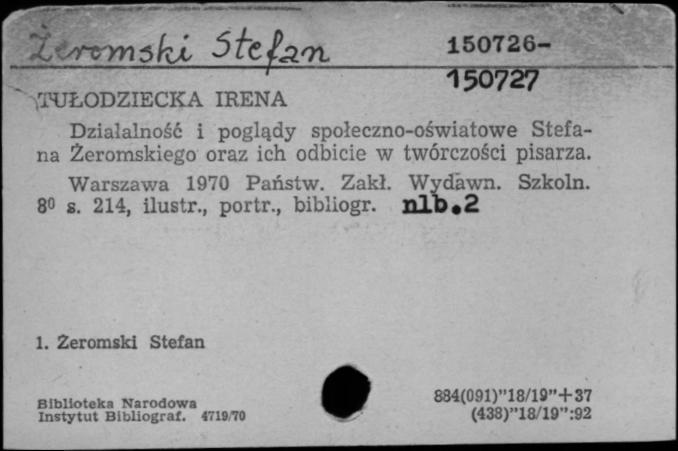 Żeromski Stefan 150726-
150727
TUŁODZIECKA IRENA
Działalność i poglądy społeczno-oświatowe Stefa-
na Żeromskiego oraz ich odbicie w twórczości pisarza.
Warszawa 1970 Państw. Zakł. Wydawn. Szkoln.
8⁰ s. 214, ilustr., portr., bibliogr. nlb.2
1. Żeromski Stefan
Biblioteka Narodowa
Instytut Bibliograf. 4719/70
884(091)"18/19"+37
(438)"18/19":92